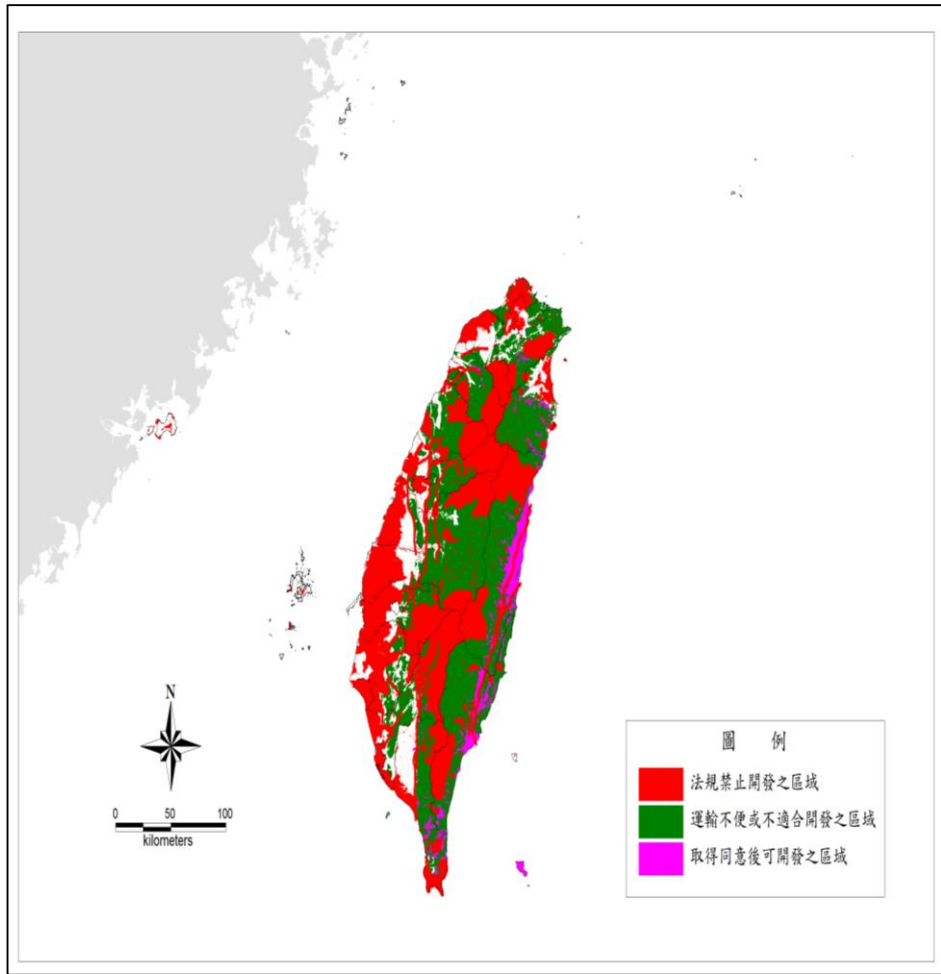 N
0 50 100
kilometers
圖 例
法規禁止開發之區域
運輸不便或不適合開發之區域
取得同意後可開發之區域